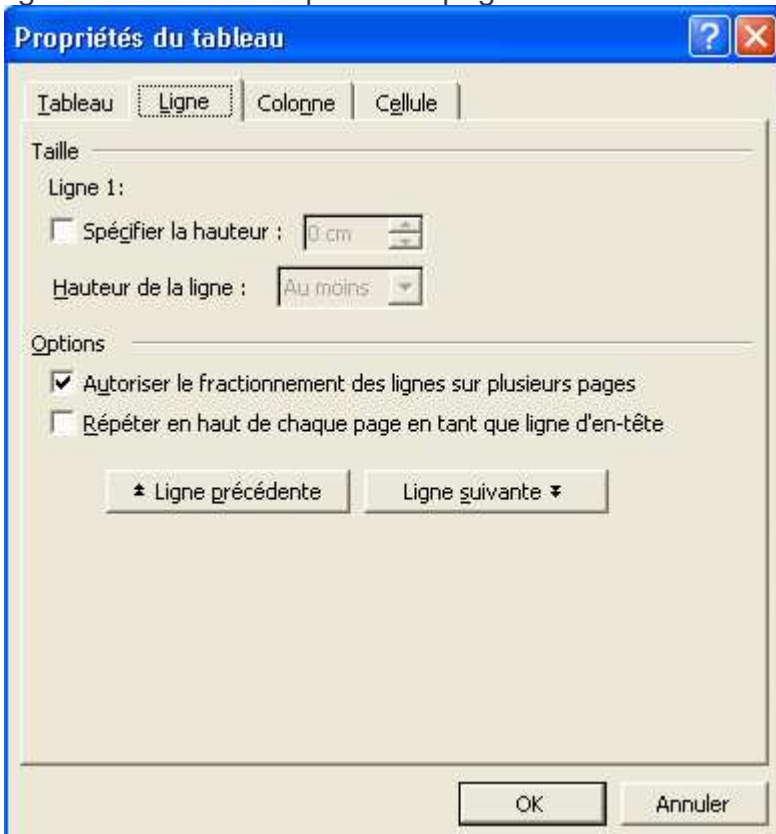 Propriétés du tableau
Tableau Ligne Colonne Cellule
Taille
Ligne 1:
Spécifier la hauteur : 0 cm
Hauteur de la ligne : Au moins
Options
Autoriser le fractionnement des lignes sur plusieurs pages
Répéter en haut de chaque page en tant que ligne d'en-tête
Ligne précédente Ligne suivante
OK Annuler